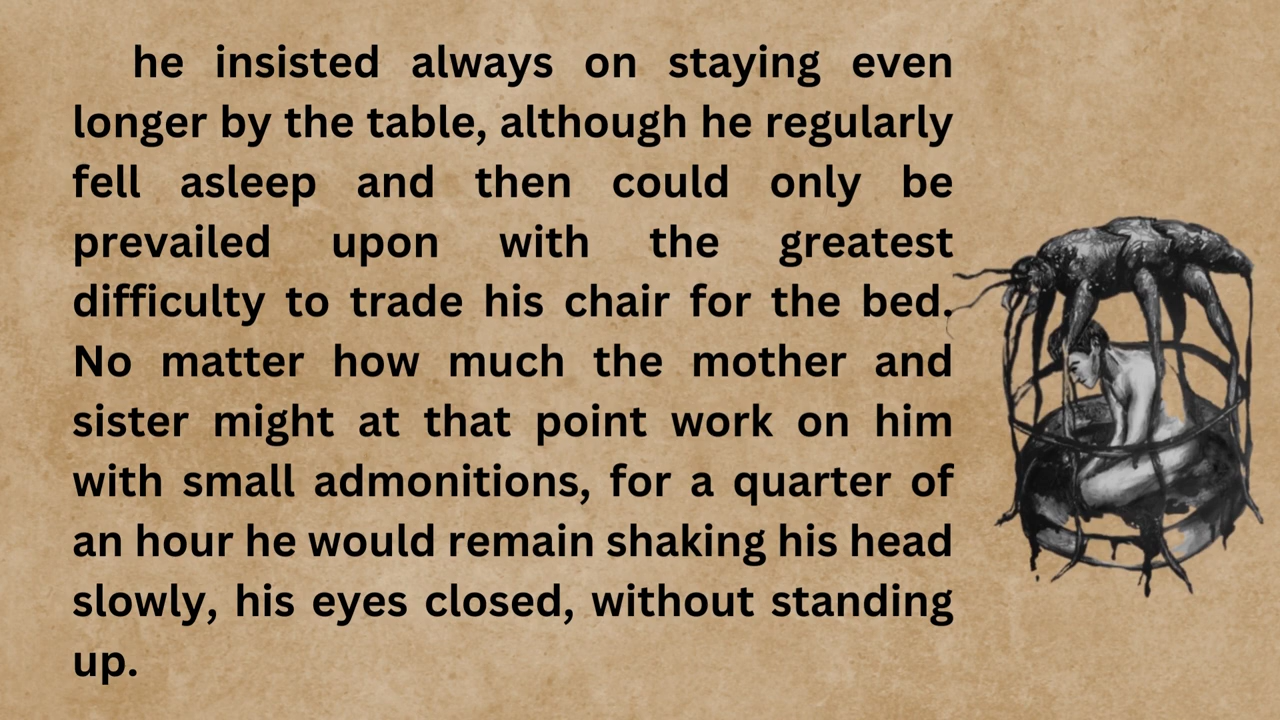 he insisted always on staying even
longer by the table, although he regularly
fell asleep and then could only be
prevailed upon with the greatest
difficulty to trade his chair for the bed.
No matter how much the mother and
sister might at that point work on him
with small admonitions, for a quarter of
an hour he would remain shaking his head
slowly, his eyes closed, without standing
up.